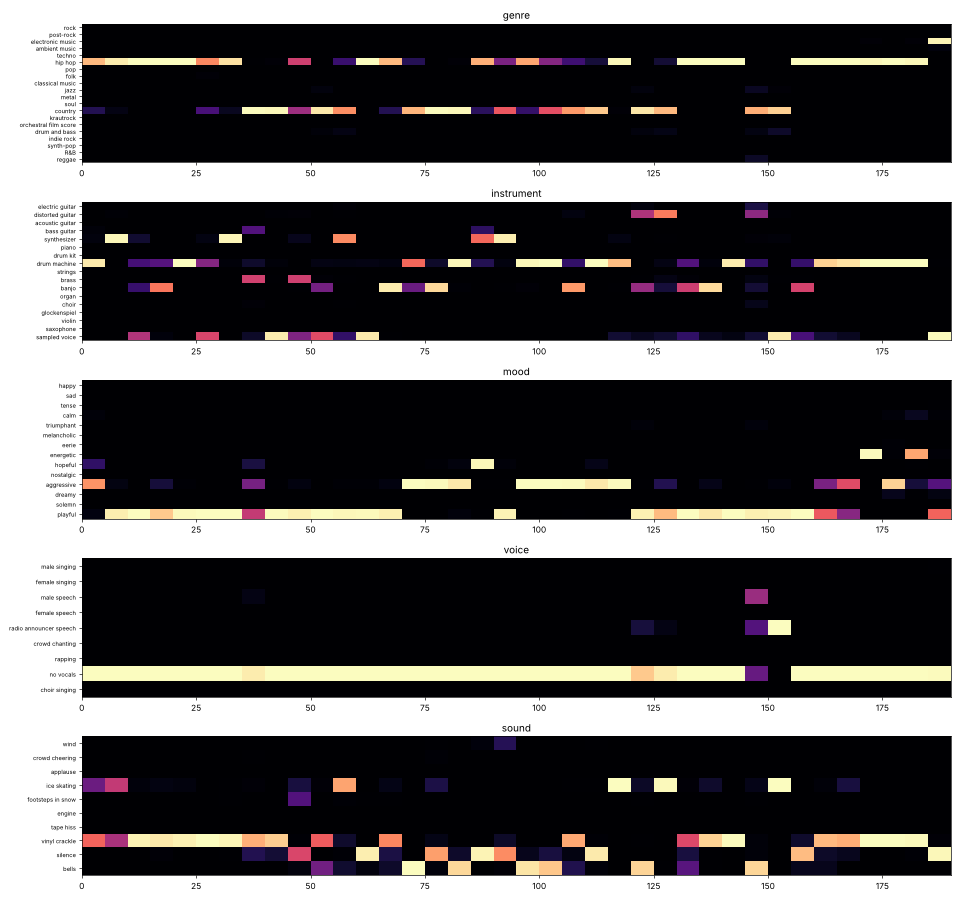 genre
rock
post-rock
electronic music
ambient music
techno
hip hop
pop
folk
classical music
jazz
metal
soul
country
krautrock
orchestral film score
drum and bass
indie rock
synth-pop
R&B
reggae
0 25 50 75 100 125 150 175
instrument
electric guitar
distorted guitar
acoustic guitar
bass guitar
synthesizer
piano
drum kit
drum machine
strings
brass
banjo
organ
choir
glockenspiel
violin
saxophone
sampled voice
0 25 50 75 100 125 150 175
mood
happy
sad
tense
calm
triumphant
melancholic
eerie
energetic
hopeful
nostalgic
aggressive
dreamy
solemn
playful
0 25 50 75 100 125 150 175
voice
male singing
female singing
male speech
female speech
radio announcer speech
crowd chanting
rapping
no vocals
choir singing
0 25 50 75 100 125 150 175
sound
wind
crowd cheering
applause
ice skating
footsteps in snow
engine
tape hiss
vinyl crackle
silence
bells
0 25 50 75 100 125 150 175